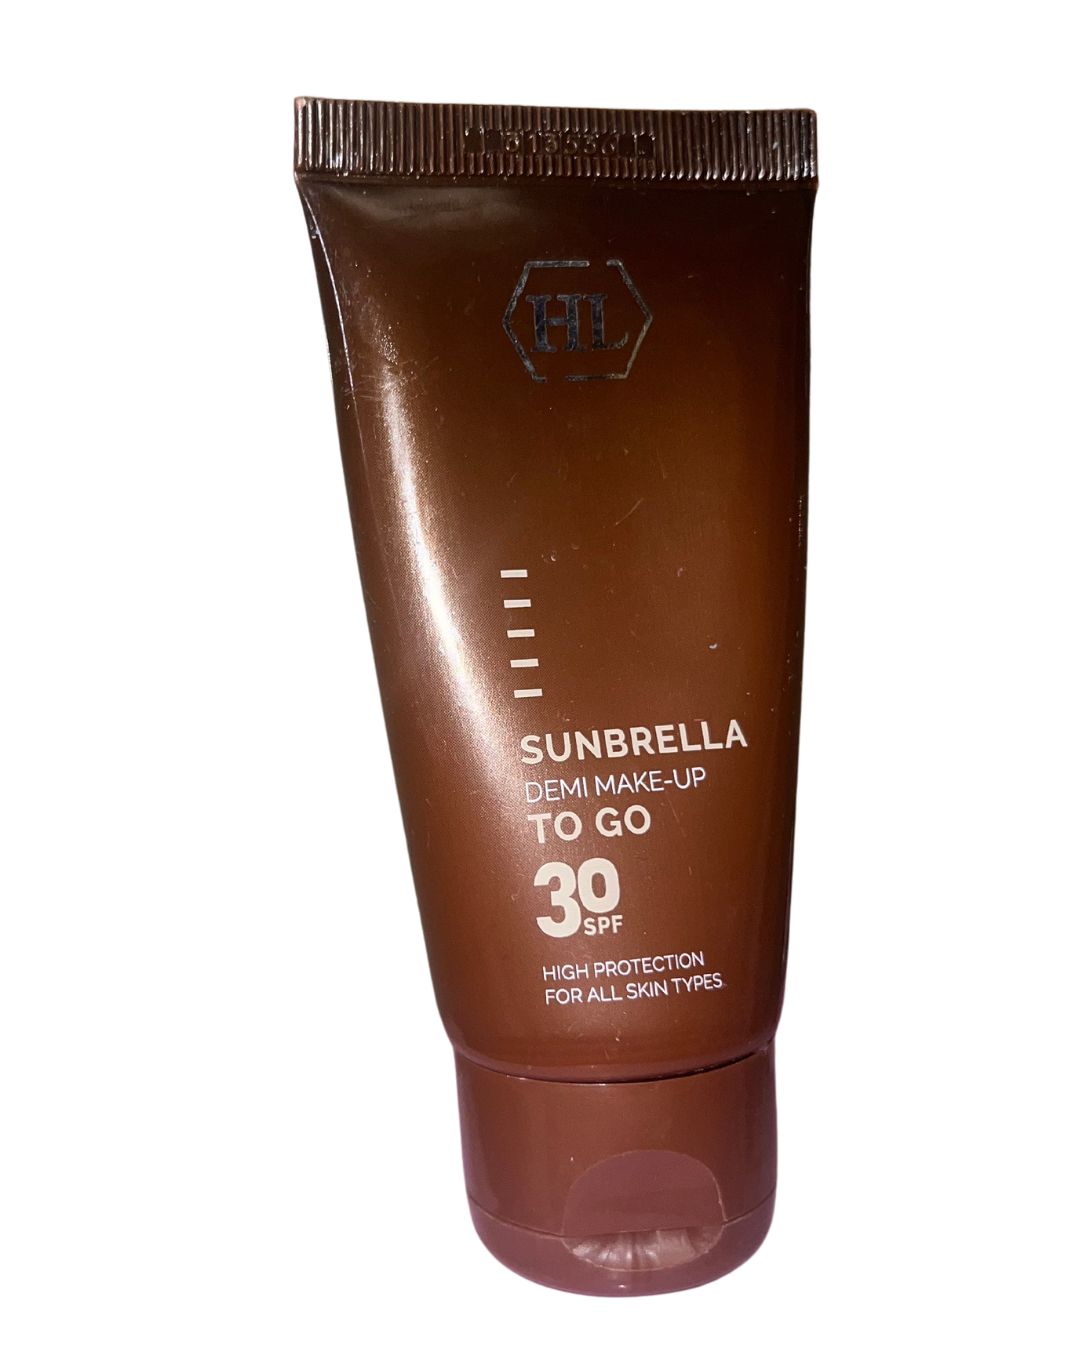 HL
SUNBRELLA
DEMI MAKE-UP
TO GO
30
SPF
HIGH PROTECTION
FOR ALL SKIN TYPES